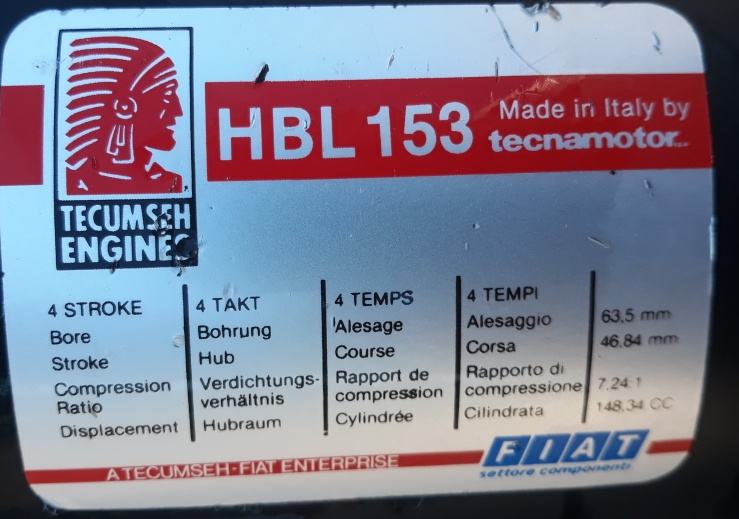 HBL 153
Made in Italy by
tecnamotor
TECUMSEH
ENGINES
4 STROKE
Bore
Stroke
Compression
Ratio
Displacement
4 TAKT
Bohrung
Hub
Verdichtungs-
verhältnis
Hubraum
4 TEMPS
Alesage
Course
Rapport de
compression
Cylindrée
4 TEMPI
Alesaggio
Corsa
Rapporto di
compressione
Cilindrata
63,5 mm
46,84 mm
7,24:1
148,34 CC
A TECUMSEH-FIAT ENTERPRISE
FIAT
settore componenti